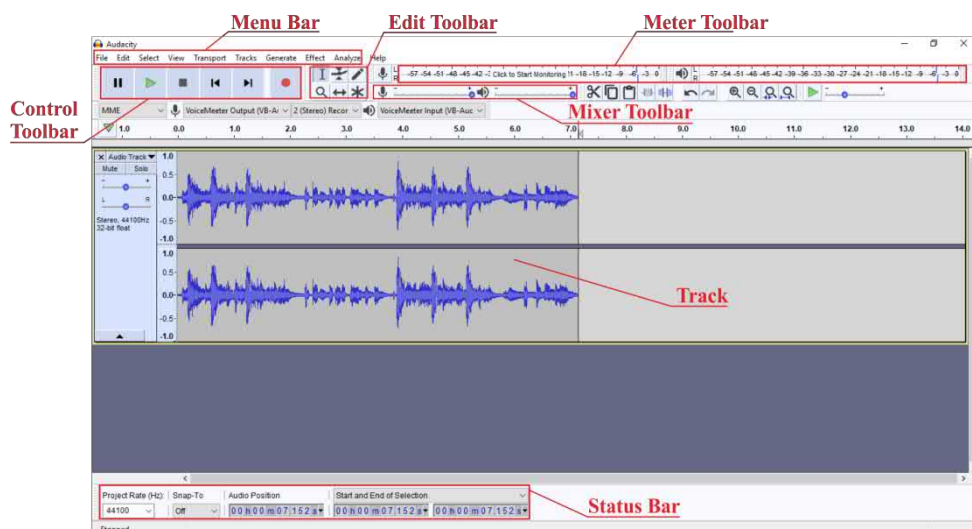 Menu Bar
Edit Toolbar
Meter Toolbar
Audacity
File Edit Select View Transport Tracks Generate Effect Analyze Help
L
R
-57 -54 -51 -48 -45 -42 -: Click to Start Monitoring !1 -18 -15 -12 -9 -6 -3 0
L
R
-57 -54 -51 -48 -45 -42 -39 -36 -33 -30 -27 -24 -21 -18 -15 -12 -9 -6 -3 0
Control
Toolbar
Mixer Toolbar
MME
VoiceMeeter Output (VB-Au
2 (Stereo) Recor
VoiceMeeter Input (VB-Auc
1.0 0.0 1.0 2.0 3.0 4.0 5.0 6.0 7.0 8.0 9.0 10.0 11.0 12.0 13.0 14.0
X Audio Track
Mute Solo
- +
L R
Stereo, 44100Hz
32-bit float
1.0
0.5
0.0
-0.5
-1.0
1.0
0.5
0.0
-0.5
-1.0
Track
Project Rate (Hz): Snap-To Audio Position Start and End of Selection
44100 Off 00 h 00 m 07.152 s 00 h 00 m 07.152 s 00 h 00 m 07.152 s
Status Bar